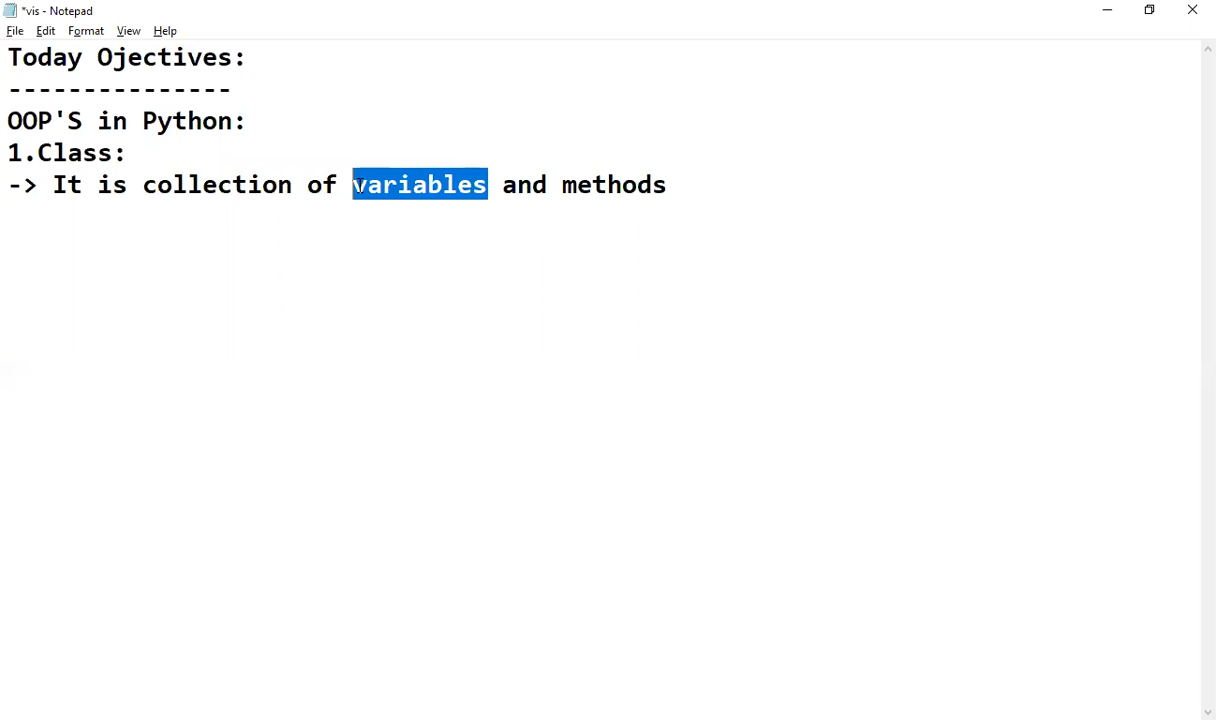 *vis - Notepad
File Edit Format View Help
Today Ojectives:
---------------
OOP'S in Python:
1.Class:
-> It is collection of variables and methods